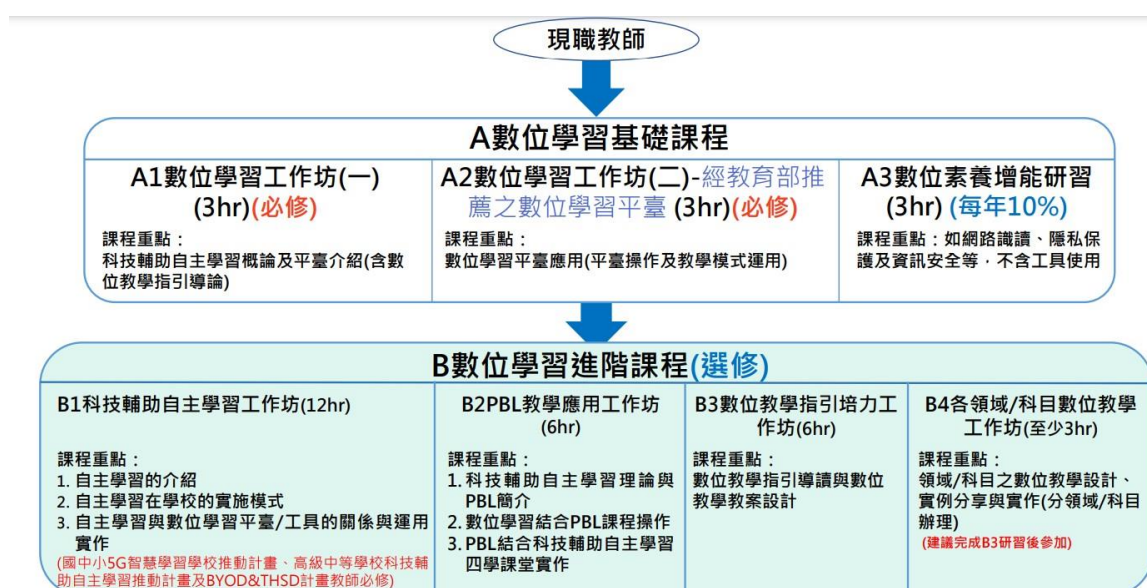 現職教師
A數位學習基礎課程
A1數位學習工作坊(一)
(3hr)(必修)
課程重點：
科技輔助自主學習概論及平臺介紹(含數
位教學指引導論)
A2數位學習工作坊(二)-經教育部推
薦之數位學習平臺 (3hr)(必修)
課程重點：
數位學習平臺應用(平臺操作及教學模式運用)
A3數位素養增能研習
(3hr) (每年10%)
課程重點：如網路識讀、隱私保
護及資訊安全等，不含工具使用
B數位學習進階課程(選修)
B1科技輔助自主學習工作坊(12hr)
課程重點：
1. 自主學習的介紹
2. 自主學習在學校的實施模式
3. 自主學習與數位學習平臺/工具的關係與運用
實作
(國中小5G智慧學習學校推動計畫、高級中等學校科技輔
助自主學習推動計畫及BYOD&THSD計畫教師必修)
B2PBL教學應用工作坊
(6hr)
課程重點：
1. 科技輔助自主學習理論與
PBL簡介
2. 數位學習結合PBL課程操作
3. PBL結合科技輔助自主學習
四學課堂實作
B3數位教學指引培力工
作坊(6hr)
課程重點：
數位教學指引導讀與數位
教學教案設計
B4各領域/科目數位教學
工作坊(至少3hr)
課程重點：
領域/科目之數位教學設計、
實例分享與實作(分領域/科目
辦理)
(建議完成B3研習後參加)